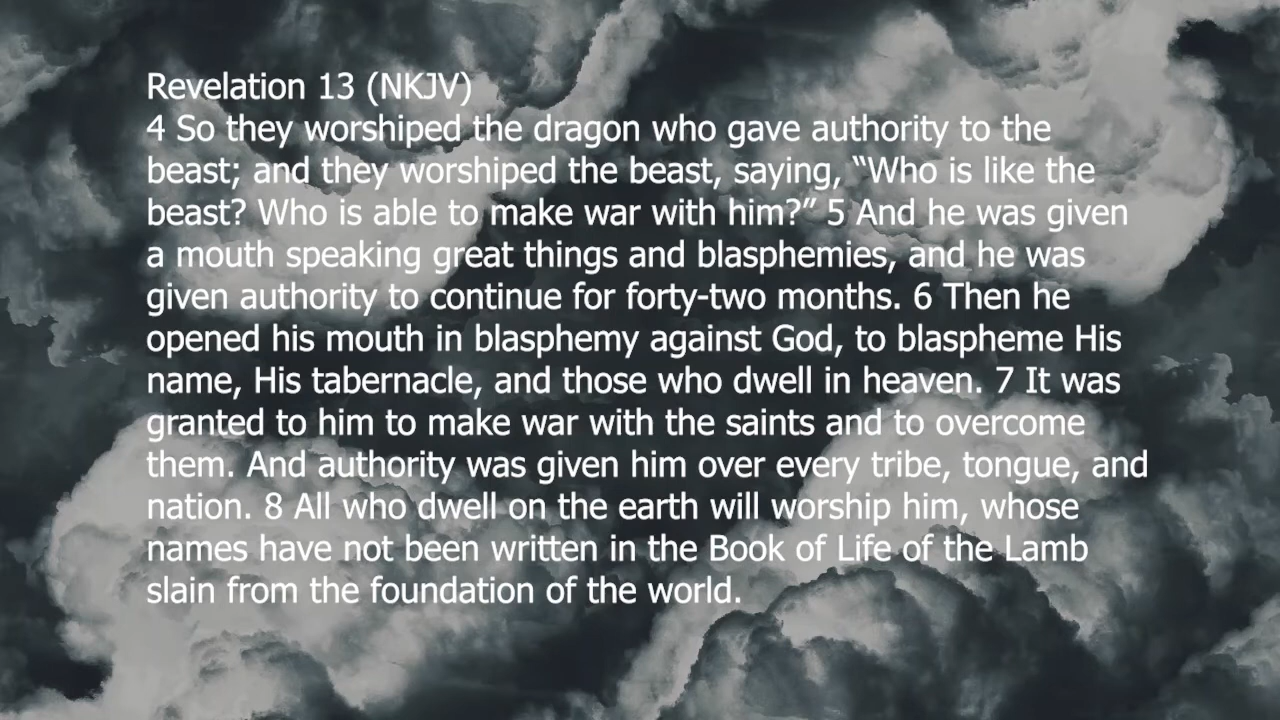 Revelation 13 (NKJV)
4 So they worshiped the dragon who gave authority to the
beast; and they worshiped the beast, saying, “Who is like the
beast? Who is able to make war with him?” 5 And he was given
a mouth speaking great things and blasphemies, and he was
given authority to continue for forty-two months. 6 Then he
opened his mouth in blasphemy against God, to blaspheme His
name, His tabernacle, and those who dwell in heaven. 7 It was
granted to him to make war with the saints and to overcome
them. And authority was given him over every tribe, tongue, and
nation. 8 All who dwell on the earth will worship him, whose
names have not been written in the Book of Life of the Lamb
slain from the foundation of the world.